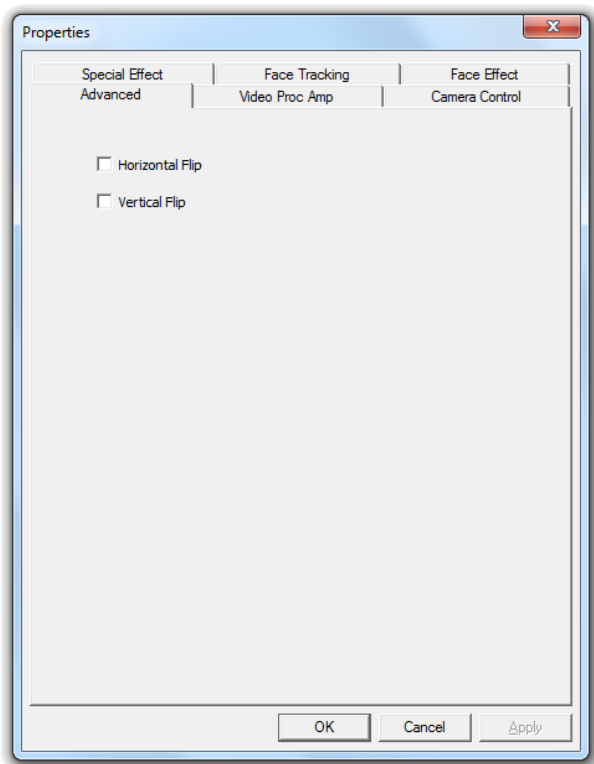 Properties
Special Effect Face Tracking Face Effect
Advanced Video Proc Amp Camera Control
Horizontal Flip
Vertical Flip
OK Cancel Apply